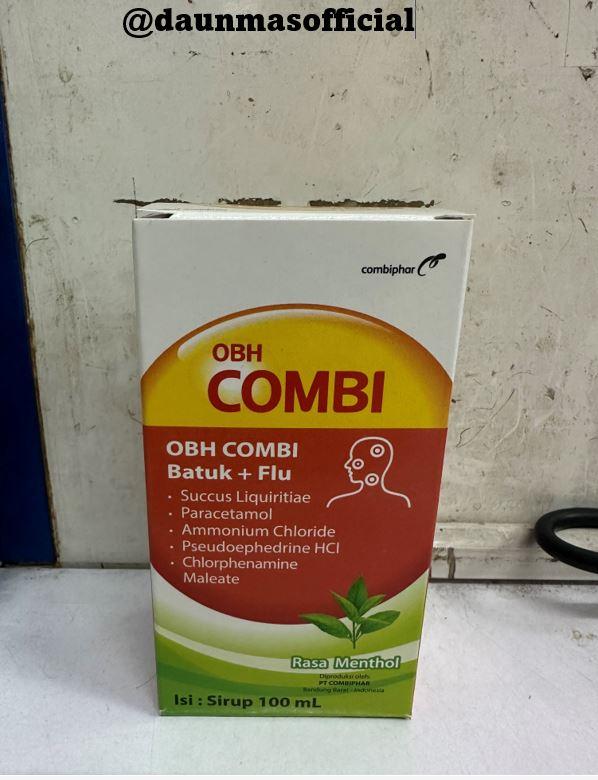 @daunmasofficial
combiphar
OBH
COMBI
OBH COMBI
Batuk + Flu
· Succus Liquiritiae
· Paracetamol
· Ammonium Chloride
· Pseudoephedrine HCl
· Chlorphenamine
Maleate
Rasa Menthol
Diproduksi oleh:
PT COMBIPHAR
Bandung Barat - Indonesia
Isi : Sirup 100 mL